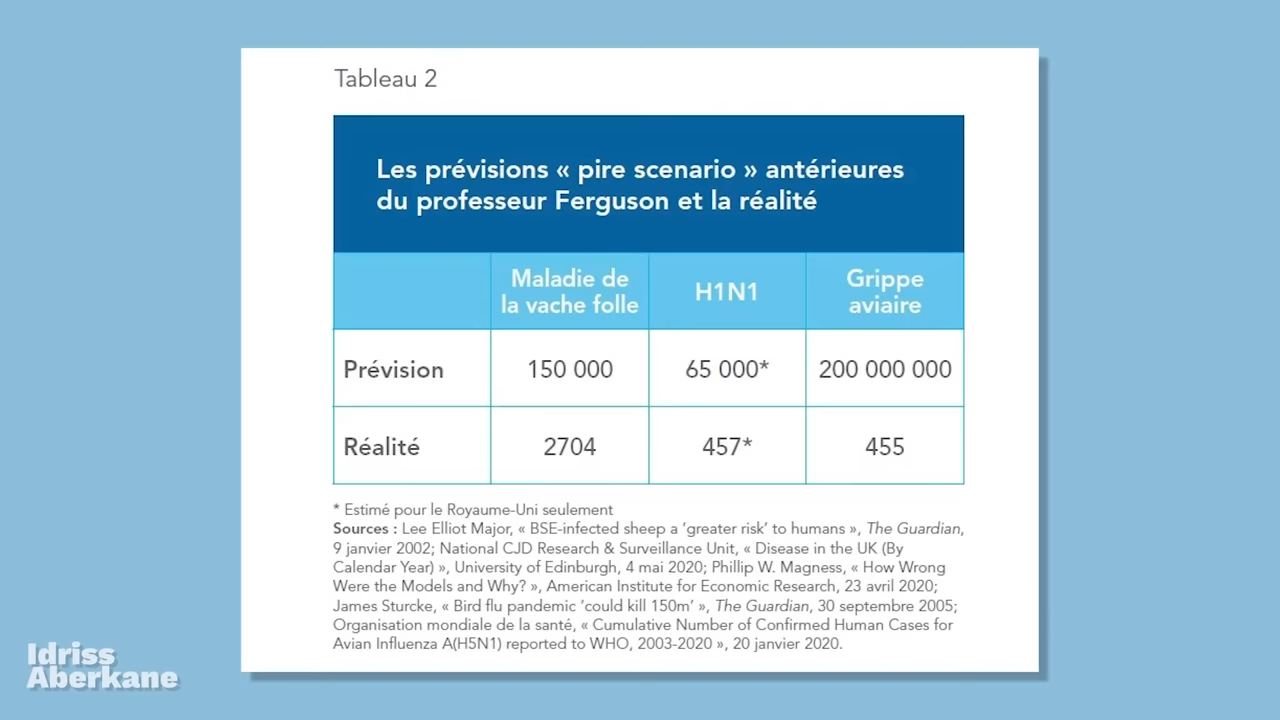 Tableau 2
Les prévisions « pire scenario » antérieures
du professeur Ferguson et la réalité
Maladie de
la vache folle
H1N1
Grippe
aviaire
Prévision
150 000
65 000*
200 000 000
Réalité
2704
457*
455
* Estimé pour le Royaume-Uni seulement
Sources : Lee Elliot Major, « BSE-infected sheep a ‘greater risk’ to humans », The Guardian,
9 janvier 2002; National CJD Research & Surveillance Unit, « Disease in the UK (By
Calendar Year) », University of Edinburgh, 4 mai 2020; Phillip W. Magness, « How Wrong
Were the Models and Why? », American Institute for Economic Research, 23 avril 2020;
James Sturcke, « Bird flu pandemic ‘could kill 150m’ », The Guardian, 30 septembre 2005;
Organisation mondiale de la santé, « Cumulative Number of Confirmed Human Cases for
Avian Influenza A(H5N1) reported to WHO, 2003-2020 », 20 janvier 2020.
Idriss
Aberkane